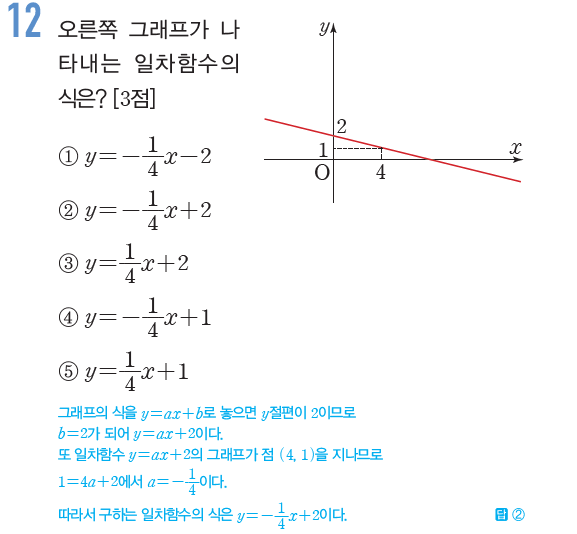 12 오른쪽 그래프가 나
타내는 일차함수의
식은? [3점]
① y=-1/4x-2
② y=-1/4x+2
③ y=1/4x+2
④ y=-1/4x+1
⑤ y=1/4x+1
y
2
1
x
O
4
그래프의 식을 y=ax+b로 놓으면 y절편이 2이므로
b=2가 되어 y=ax+2이다.
또 일차함수 y=ax+2의 그래프가 점 (4, 1)을 지나므로
1=4a+2에서 a=-1/4이다.
따라서 구하는 일차함수의 식은 y=-1/4x+2이다.
답 ②